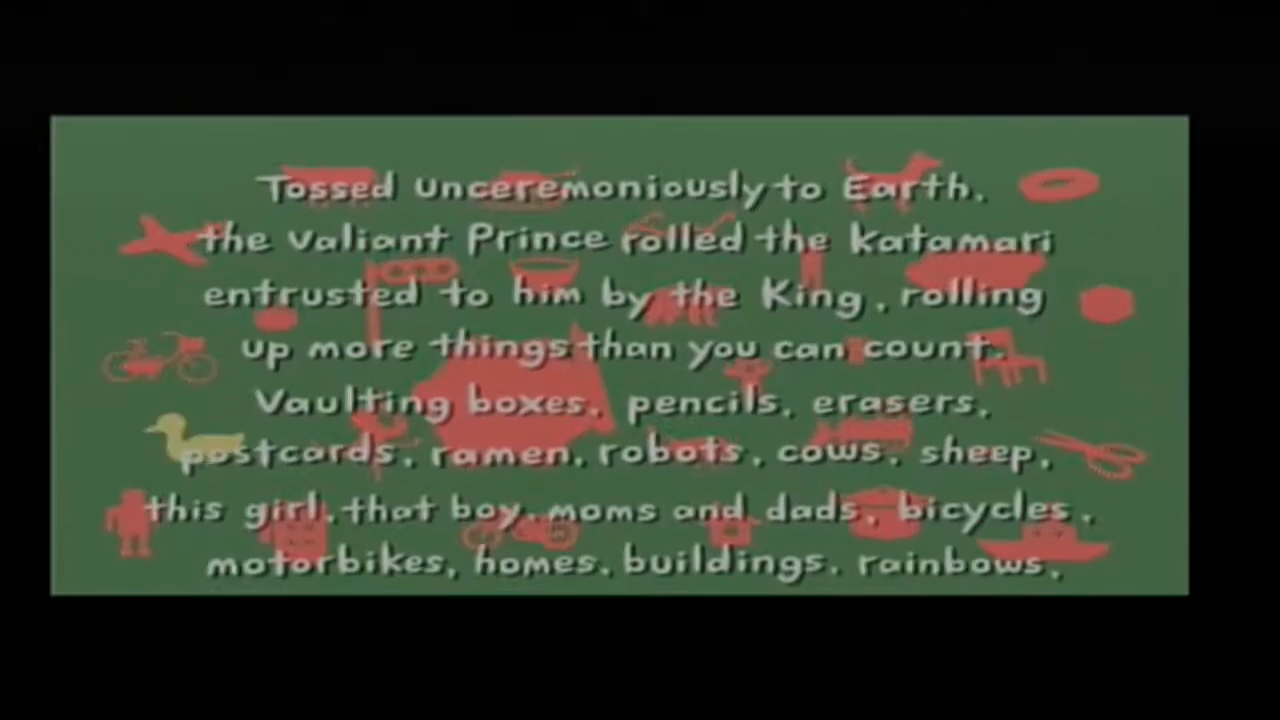 Tossed unceremoniously to Earth,
the valiant Prince rolled the katamari
entrusted to him by the King, rolling
up more things than you can count.
Vaulting boxes, pencils, erasers,
postcards, ramen, robots, cows, sheep,
this girl, that boy, moms and dads, bicycles,
motorbikes, homes, buildings, rainbows,